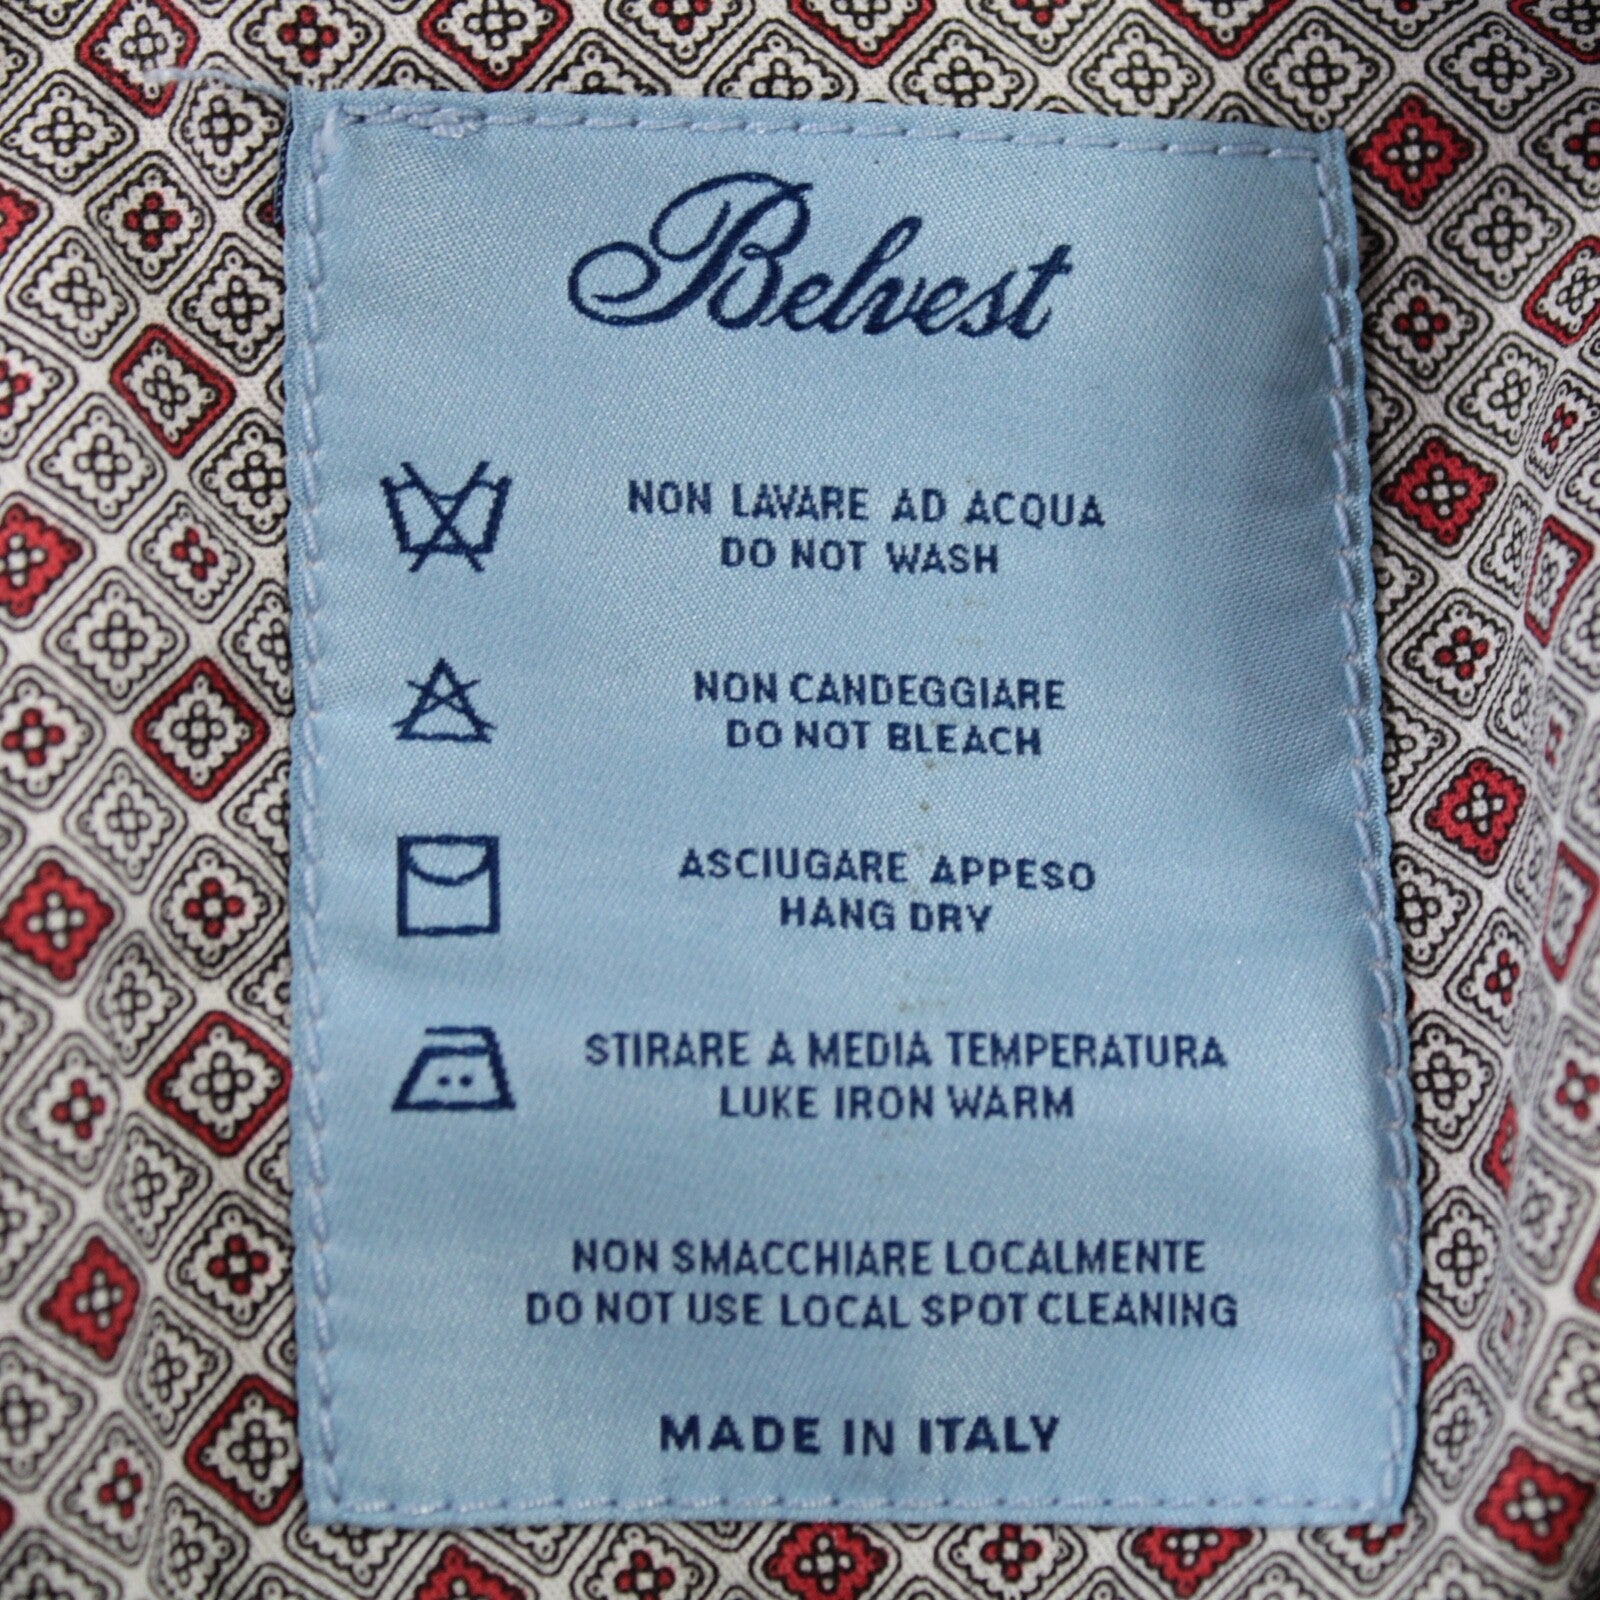 Belvest
NON LAVARE AD ACQUA
DO NOT WASH
NON CANDEGGIARE
DO NOT BLEACH
ASCIUGARE APPESO
HANG DRY
STIRARE A MEDIA TEMPERATURA
LUKE IRON WARM
NON SMACCHIARE LOCALMENTE
DO NOT USE LOCAL SPOT CLEANING
MADE IN ITALY